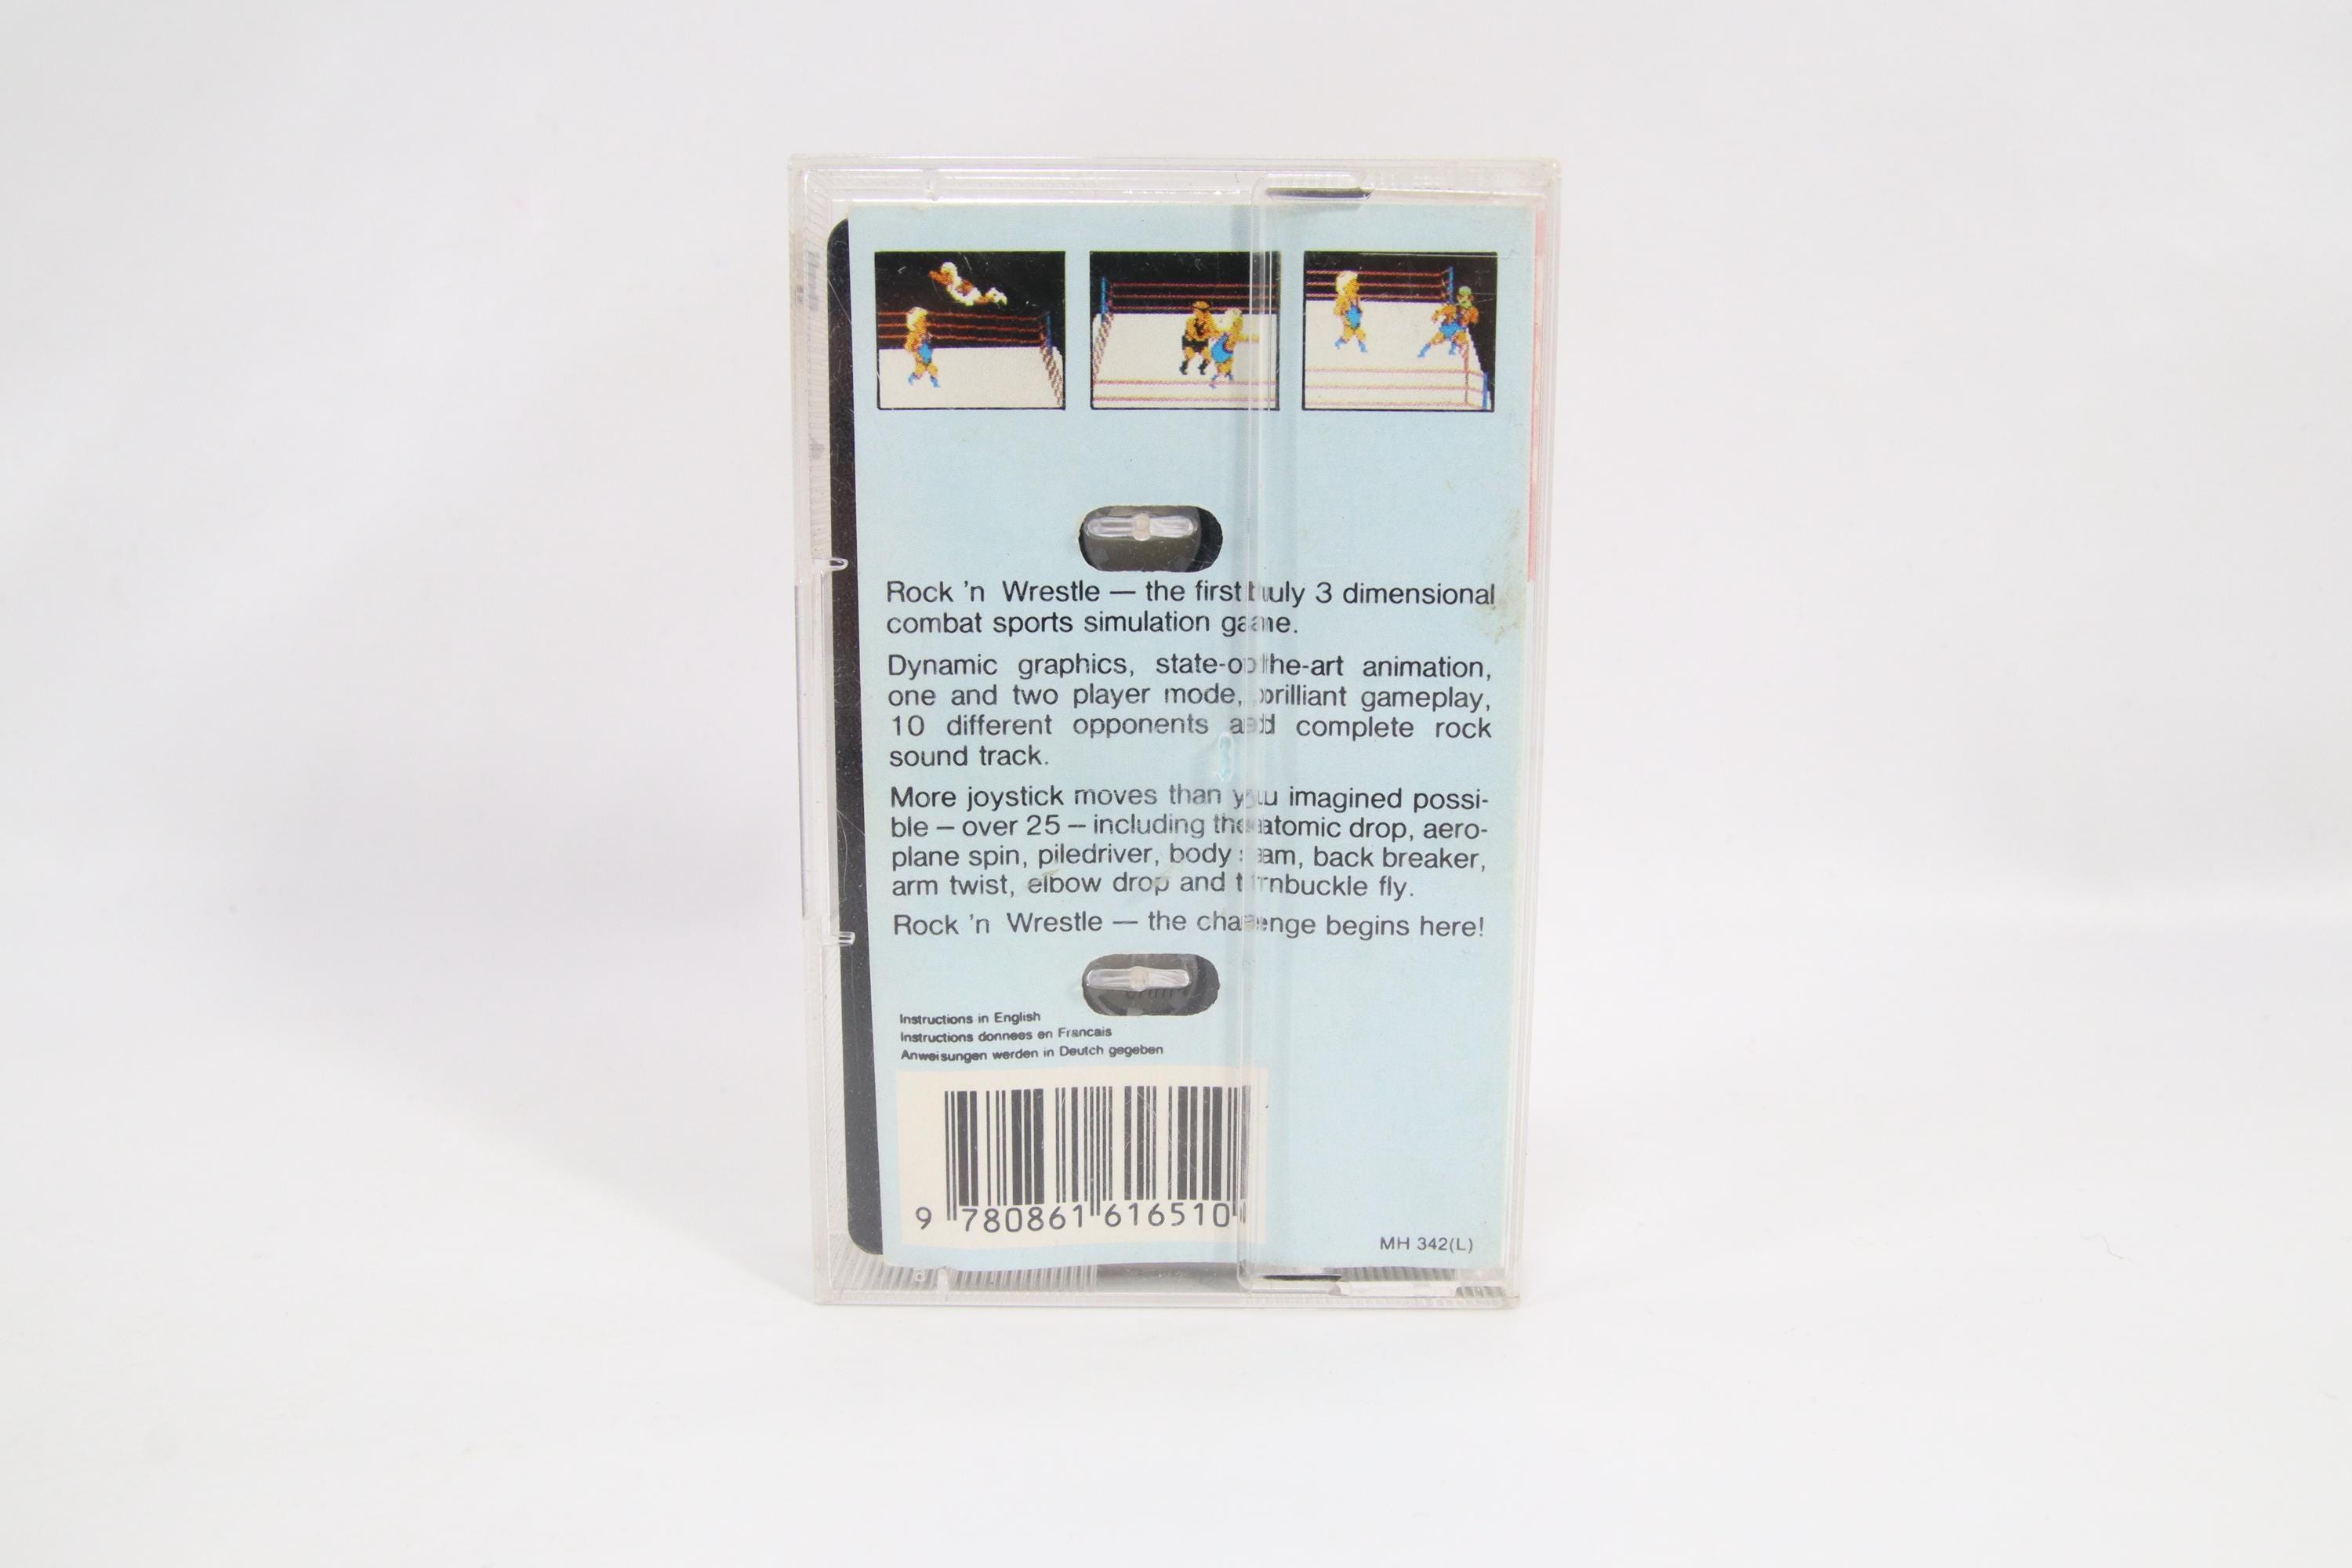 Rock 'n Wrestle — the first truly 3 dimensional
combat sports simulation game.
Dynamic graphics, state-of-the-art animation,
one and two player mode, brilliant gameplay,
10 different opponents and complete rock
sound track.
More joystick moves than you imagined possi-
ble — over 25 — including the atomic drop, aero-
plane spin, piledriver, body slam, back breaker,
arm twist, elbow drop and turnbuckle fly.
Rock 'n Wrestle — the challenge begins here!
Instructions in English
Instructions donnees en Francais
Anweisungen werden in Deutch gegeben
9 780861 616510
MH 342(L)